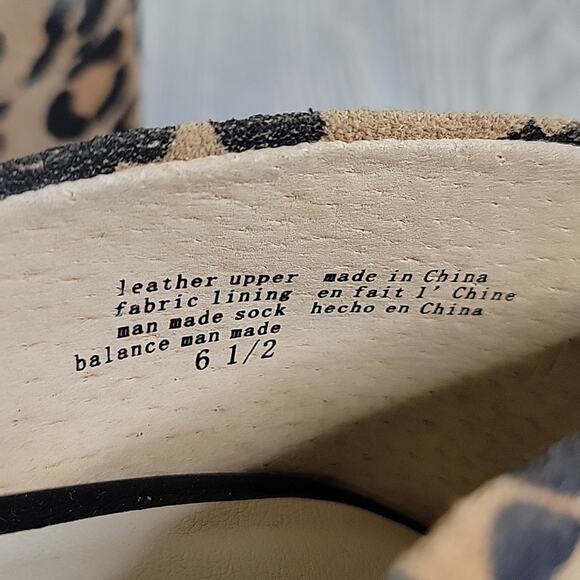 leather upper
fabric lining
man made sock
balance man made
6 1/2
made in China
en fait l' Chine
hecho en China